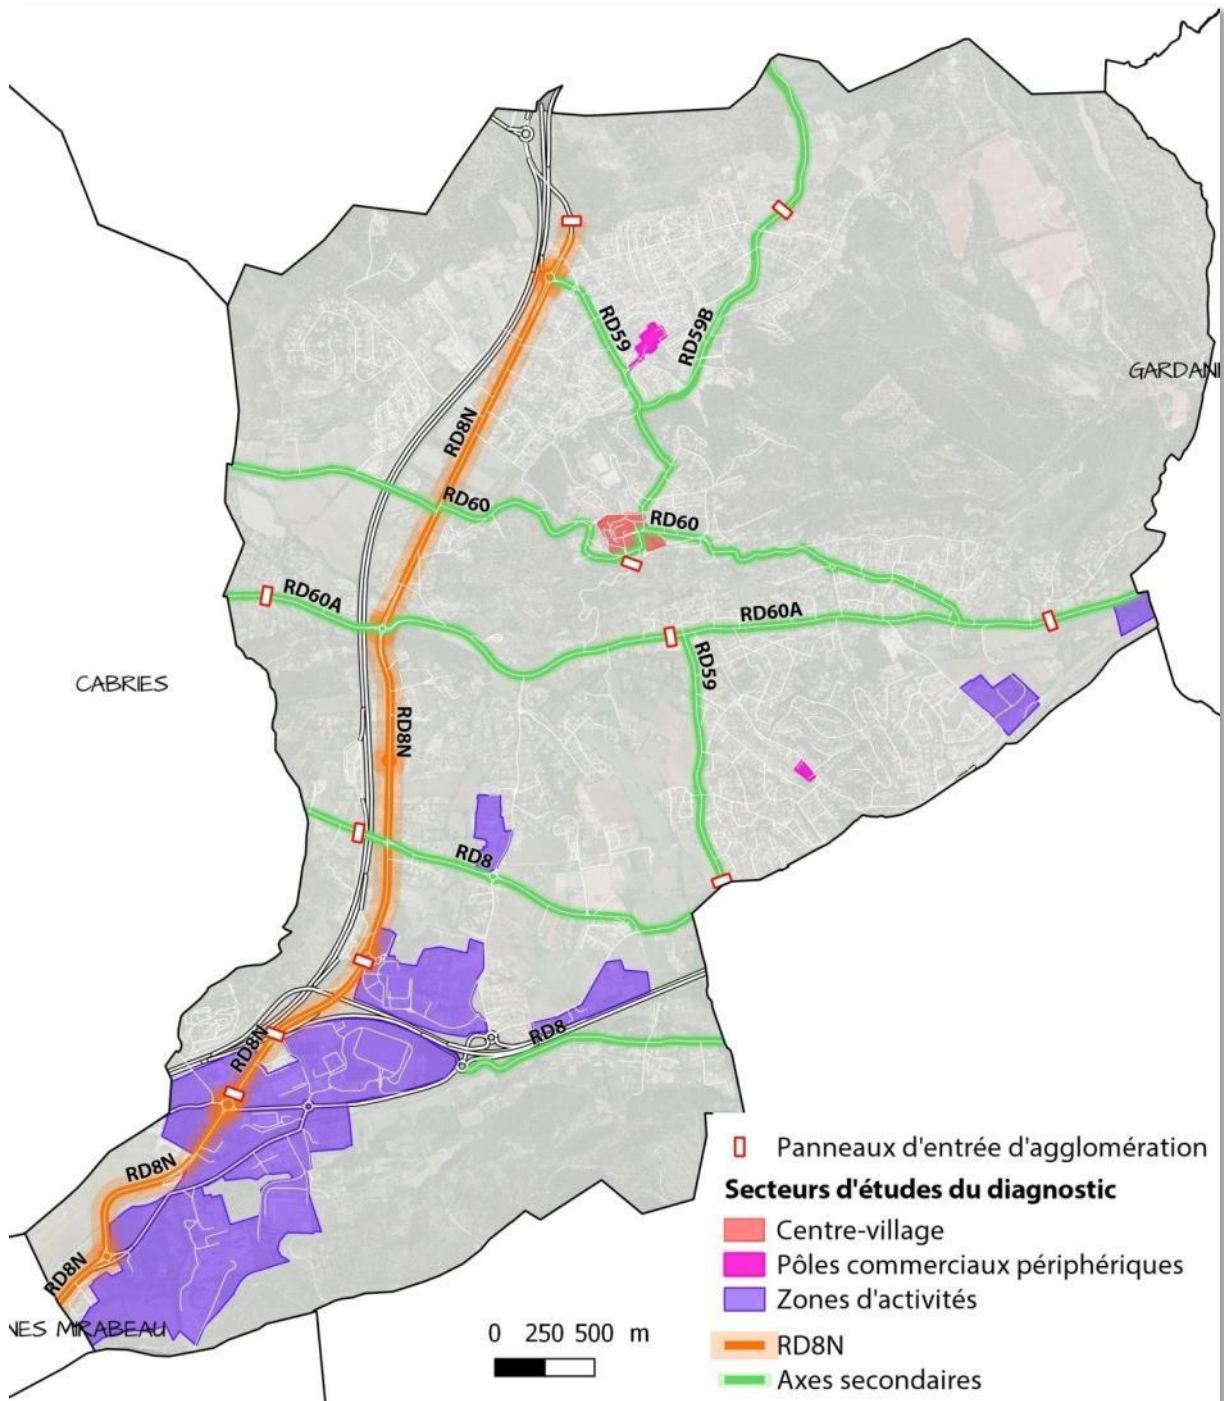 RD59
RD59B
GARDANI
RD8N
RD60
RD60
RD60A
RD60A
RD59
CABRIES
RD8N
RD8
RD8N
RD8
RD8N
RD8N
NES MIRABEAU
Panneaux d'entrée d'agglomération
Secteurs d'études du diagnostic
Centre-village
Pôles commerciaux périphériques
Zones d'activités
RD8N
Axes secondaires
0 250 500 m